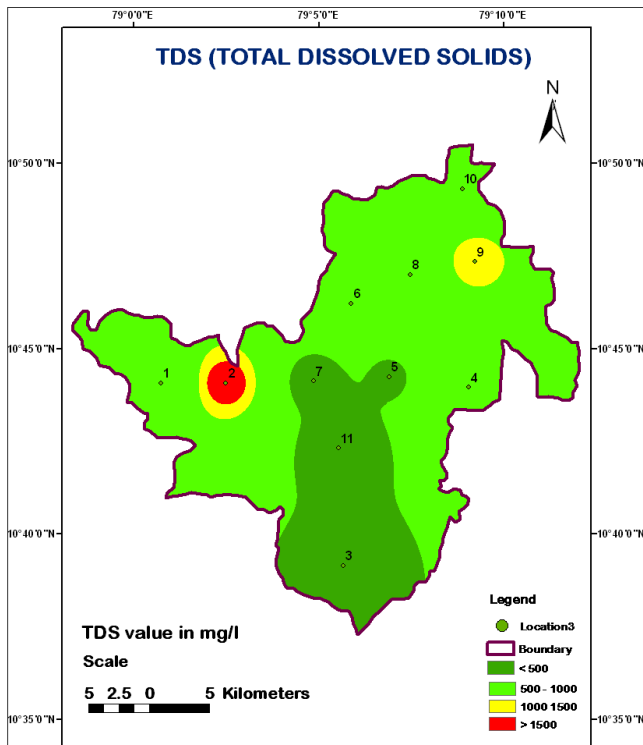 79°0'0"E 79°5'0"E 79°10'0"E
TDS (TOTAL DISSOLVED SOLIDS)
N
10°50'0"N 10°50'0"N
10
9
8
6
10°45'0"N 10°45'0"N
1 2 7 5 4
11
10°40'0"N 10°40'0"N
3
Legend
Location3
Boundary
< 500
500 - 1000
1000 1500
> 1500
TDS value in mg/l
Scale
5 2.5 0 5 Kilometers
10°35'0"N 10°35'0"N